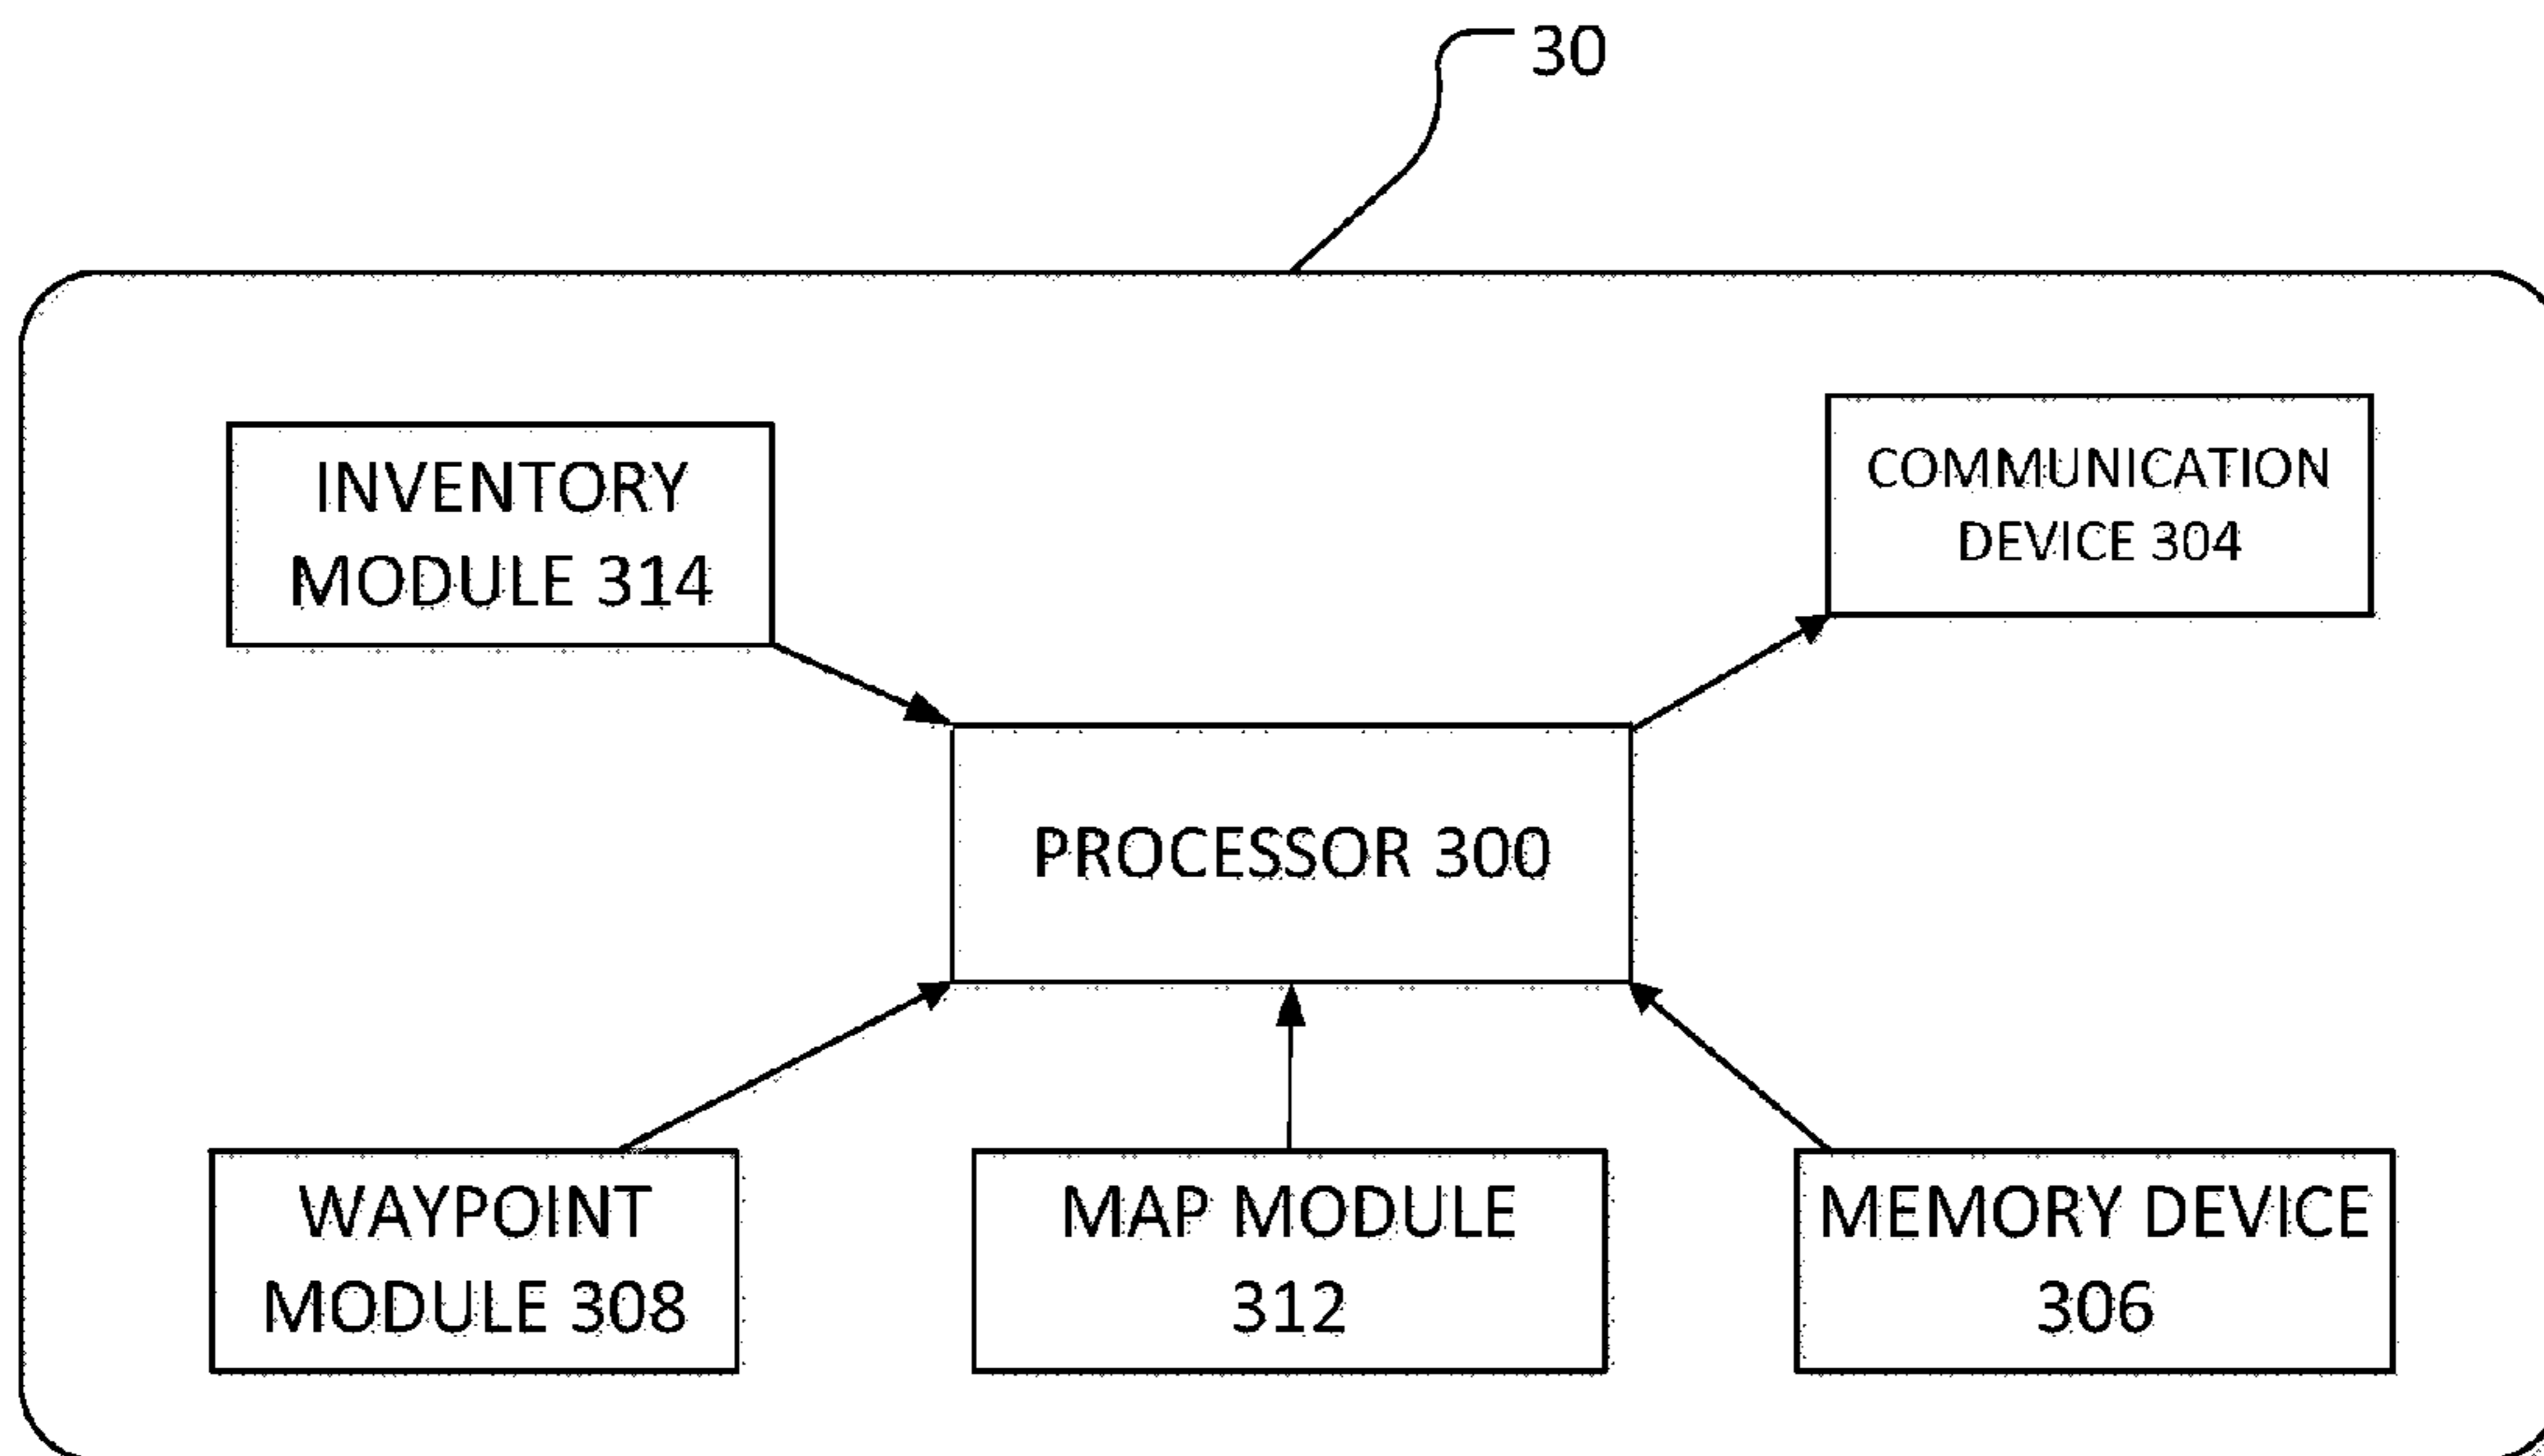 30
INVENTORY
MODULE 314
COMMUNICATION
DEVICE 304
PROCESSOR 300
WAYPOINT
MODULE 308
MAP MODULE
312
MEMORY DEVICE
306